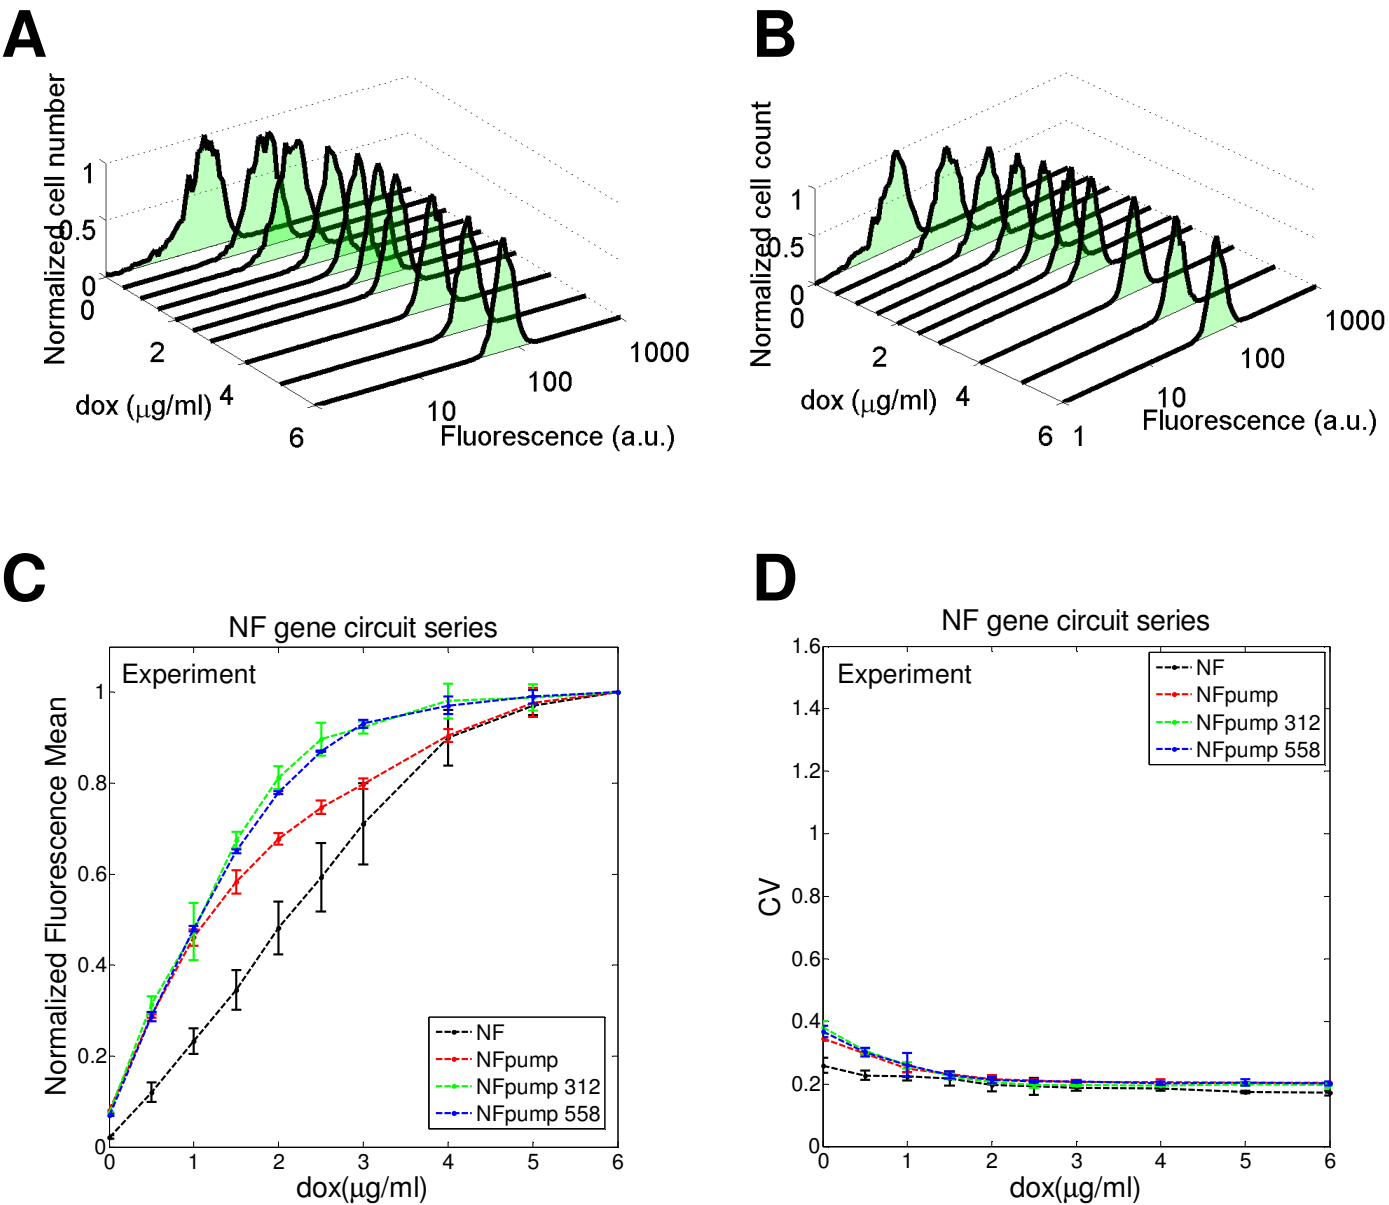 A
Normalized cell number
1
0.5
0
0
2
4
6
dox (μg/ml)
10
100
1000
Fluorescence (a.u.)
B
Normalized cell count
1
0.5
0
0
2
4
6
dox (μg/ml)
1
10
100
1000
Fluorescence (a.u.)
C
NF gene circuit series
Experiment
Normalized Fluorescence Mean
1
0.8
0.6
0.4
0.2
0
NF
NFpump
NFpump 312
NFpump 558
0 1 2 3 4 5 6
dox(μg/ml)
D
NF gene circuit series
Experiment
CV
1.6
1.4
1.2
1
0.8
0.6
0.4
0.2
0
NF
NFpump
NFpump 312
NFpump 558
0 1 2 3 4 5 6
dox(μg/ml)